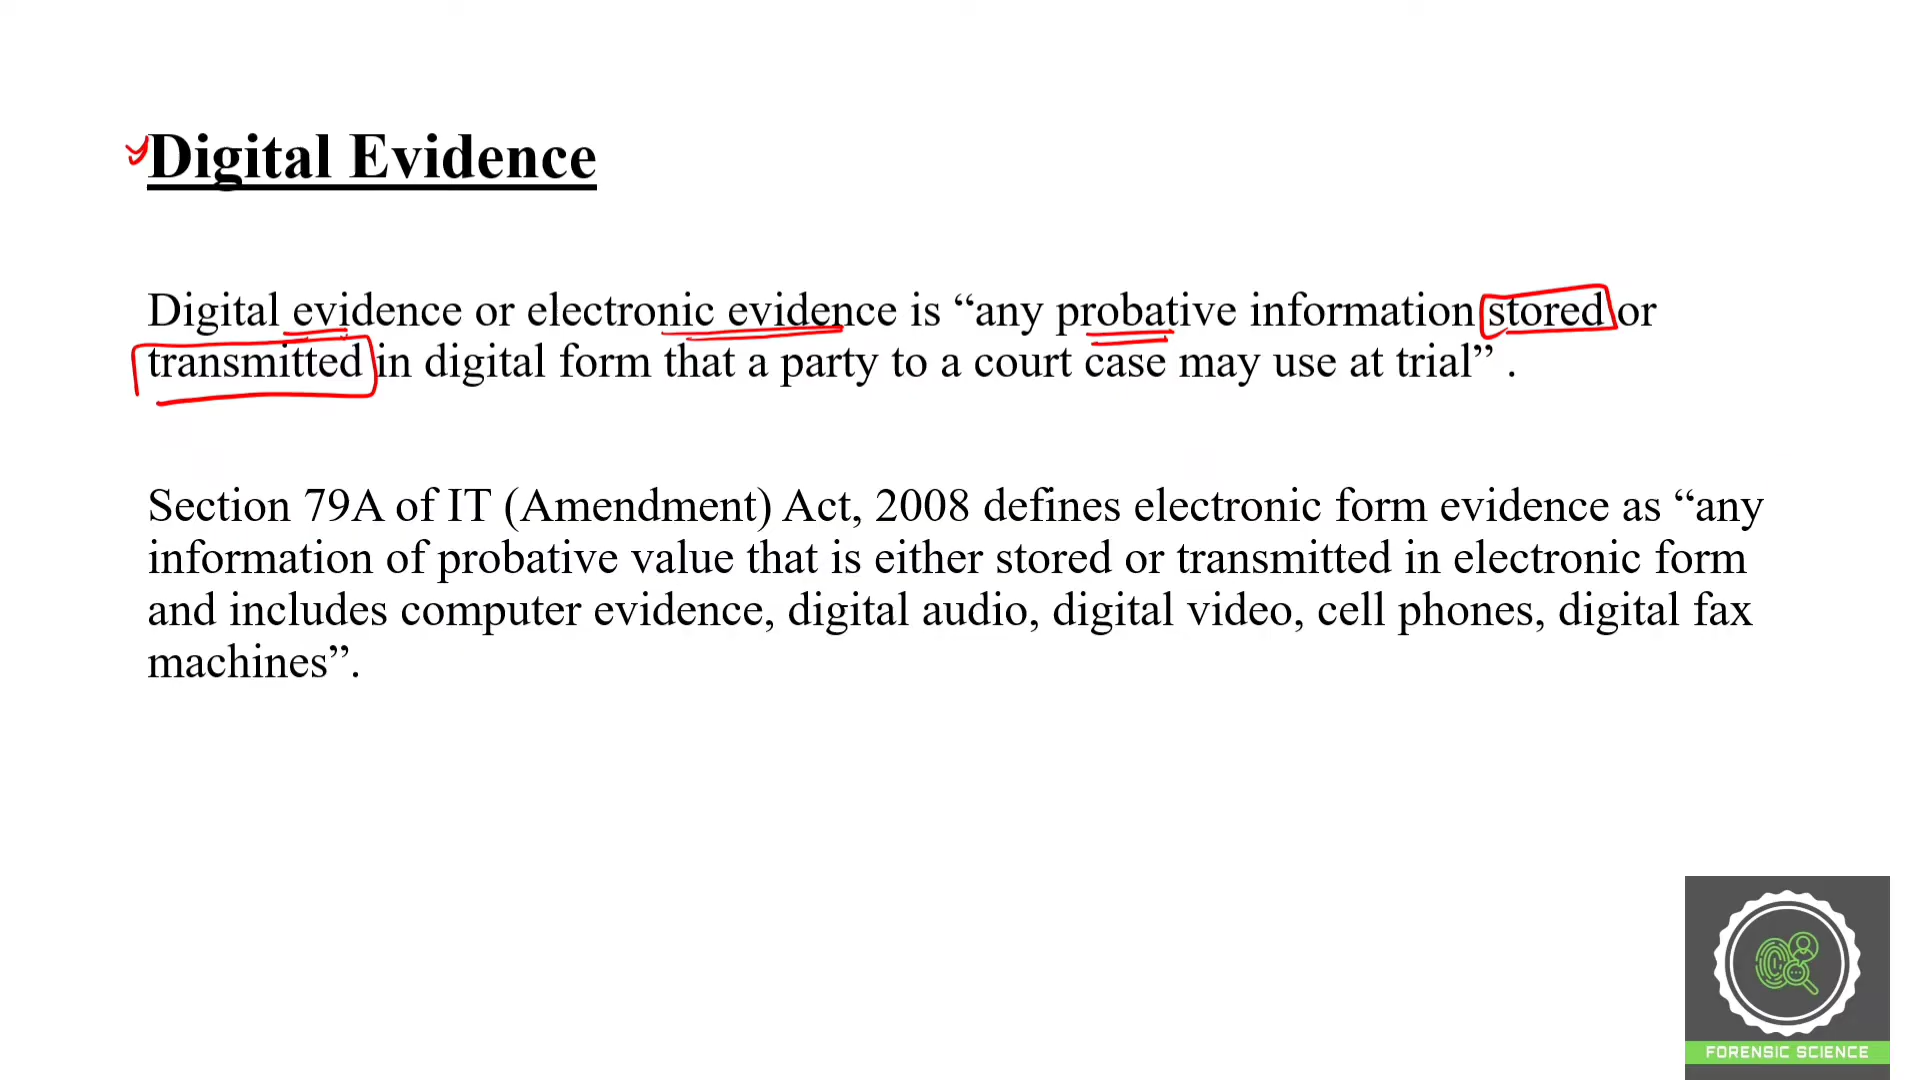 Digital Evidence
Digital evidence or electronic evidence is “any probative information stored or
transmitted in digital form that a party to a court case may use at trial” .
Section 79A of IT (Amendment) Act, 2008 defines electronic form evidence as “any
information of probative value that is either stored or transmitted in electronic form
and includes computer evidence, digital audio, digital video, cell phones, digital fax
machines”.
FORENSIC SCIENCE